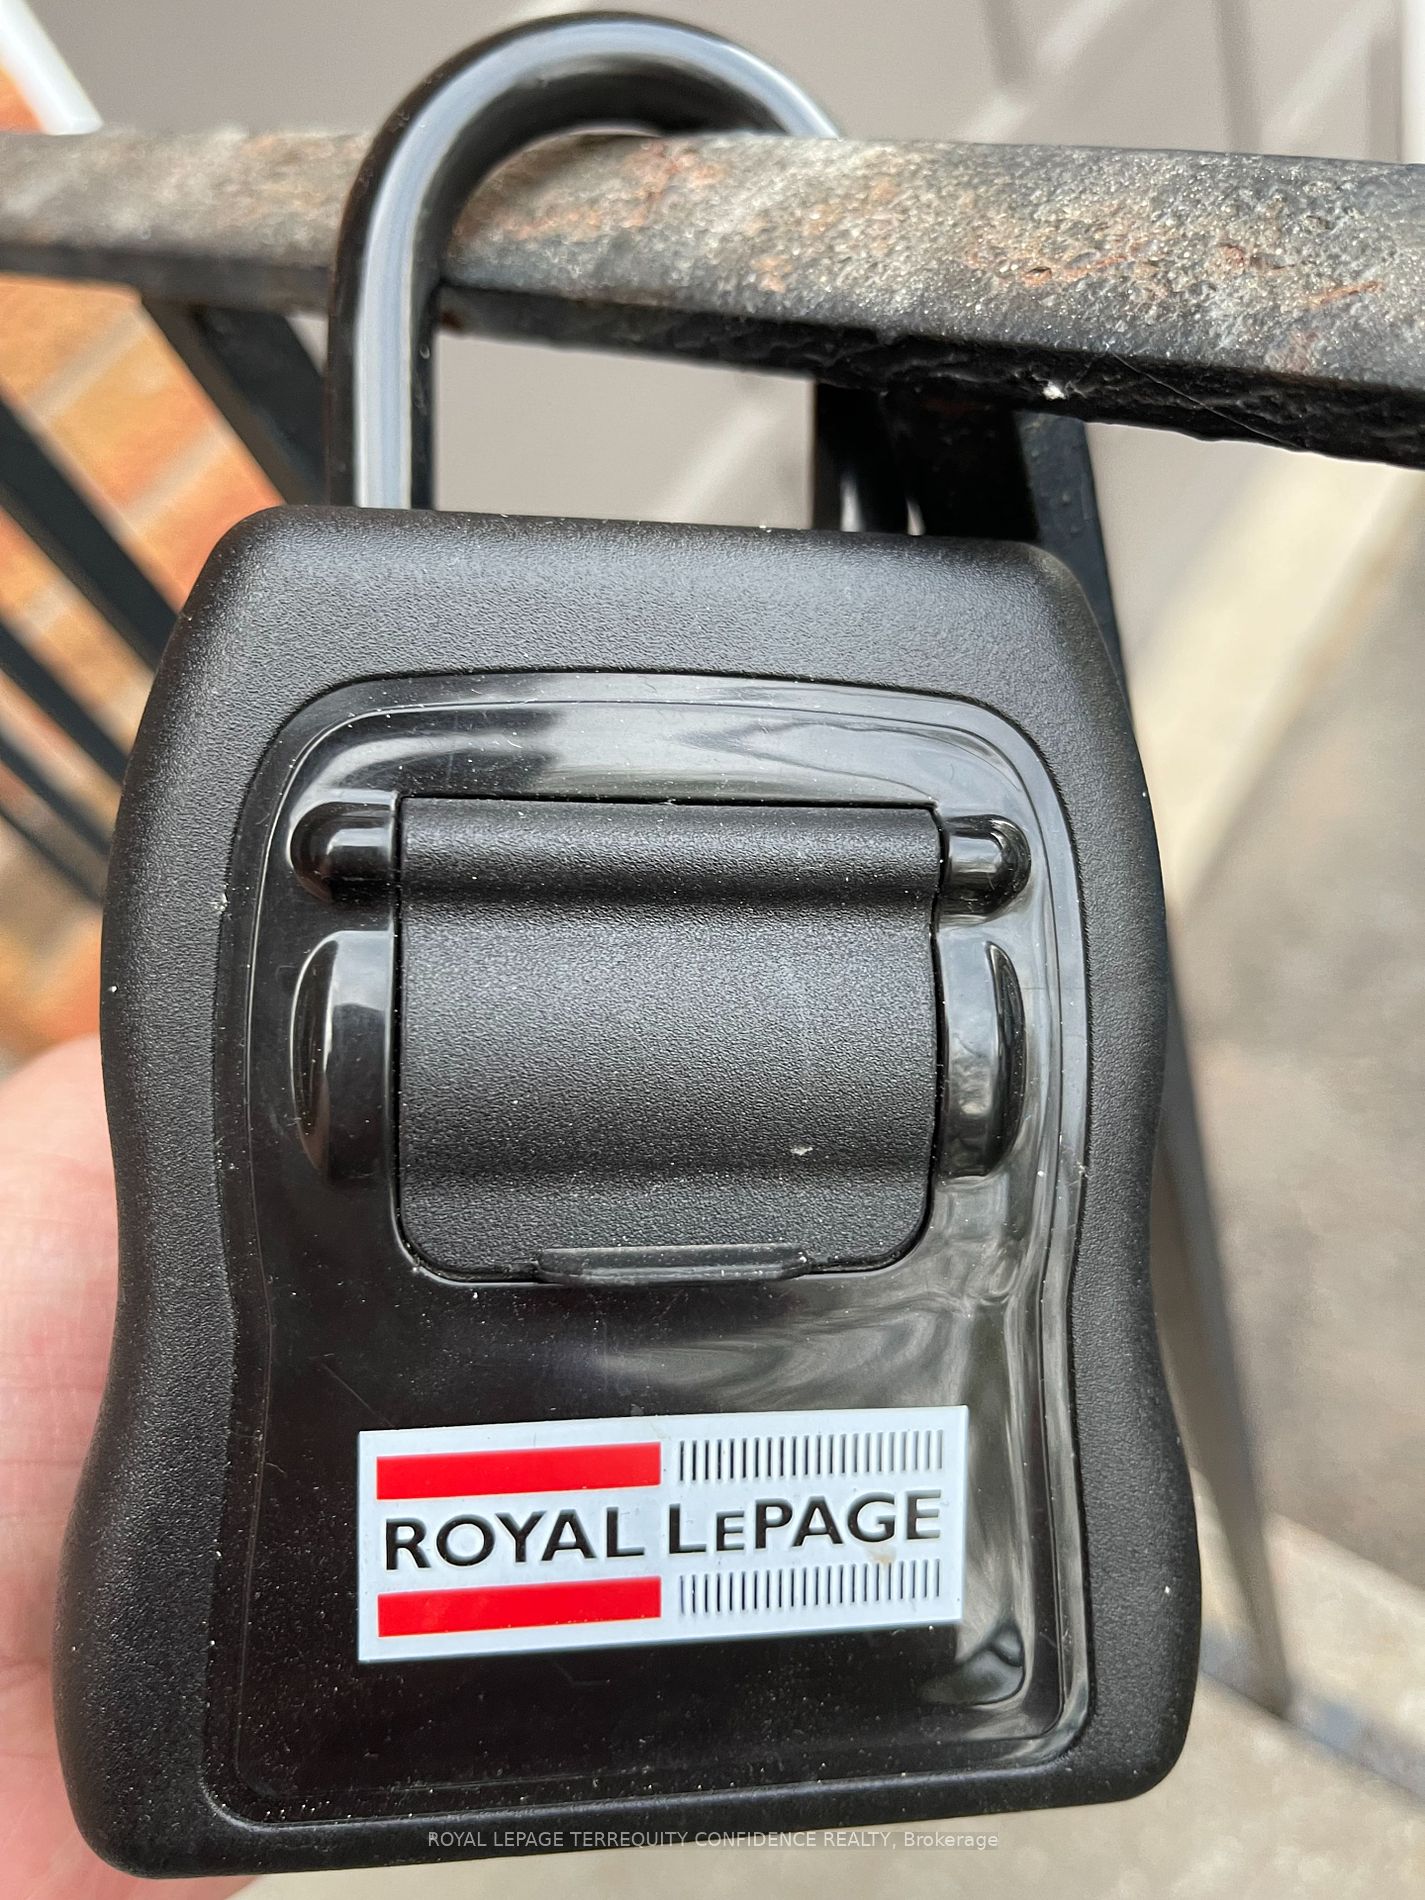 ROYAL LEPAGE
ROYAL LEPAGE TERREQUITY CONFIDENCE REALTY, Brokerage